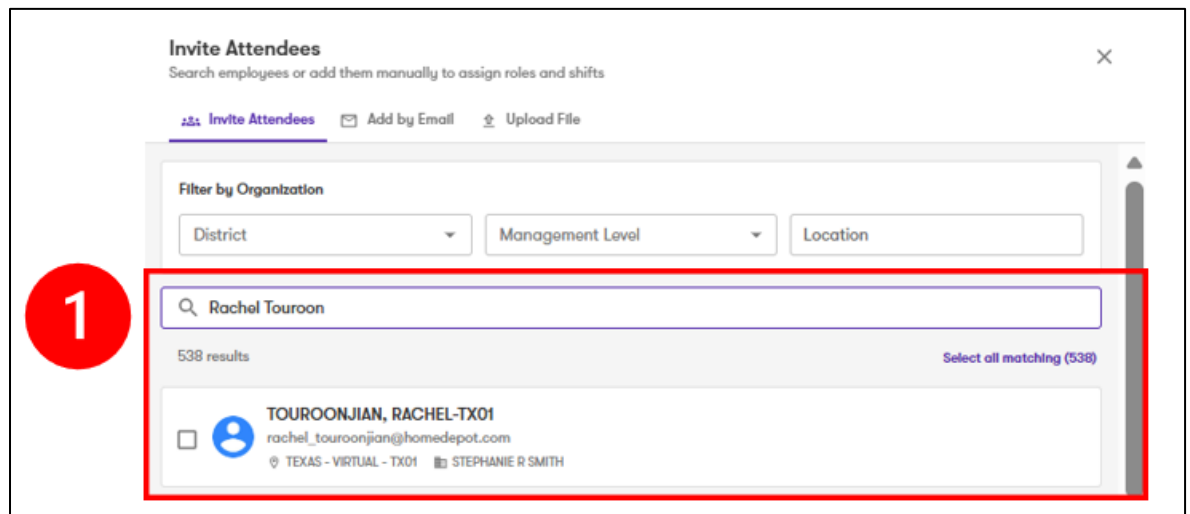 Invite Attendees
Search employees or add them manually to assign roles and shifts
Invite Attendees Add by Email Upload File
Filter by Organization
District Management Level Location
1
Rachel Touroon
538 results Select all matching (538)
TOUROONJIAN, RACHEL-TX01
rachel_touroonjian@homedepot.com
TEXAS - VIRTUAL - TX01 STEPHANIE R SMITH